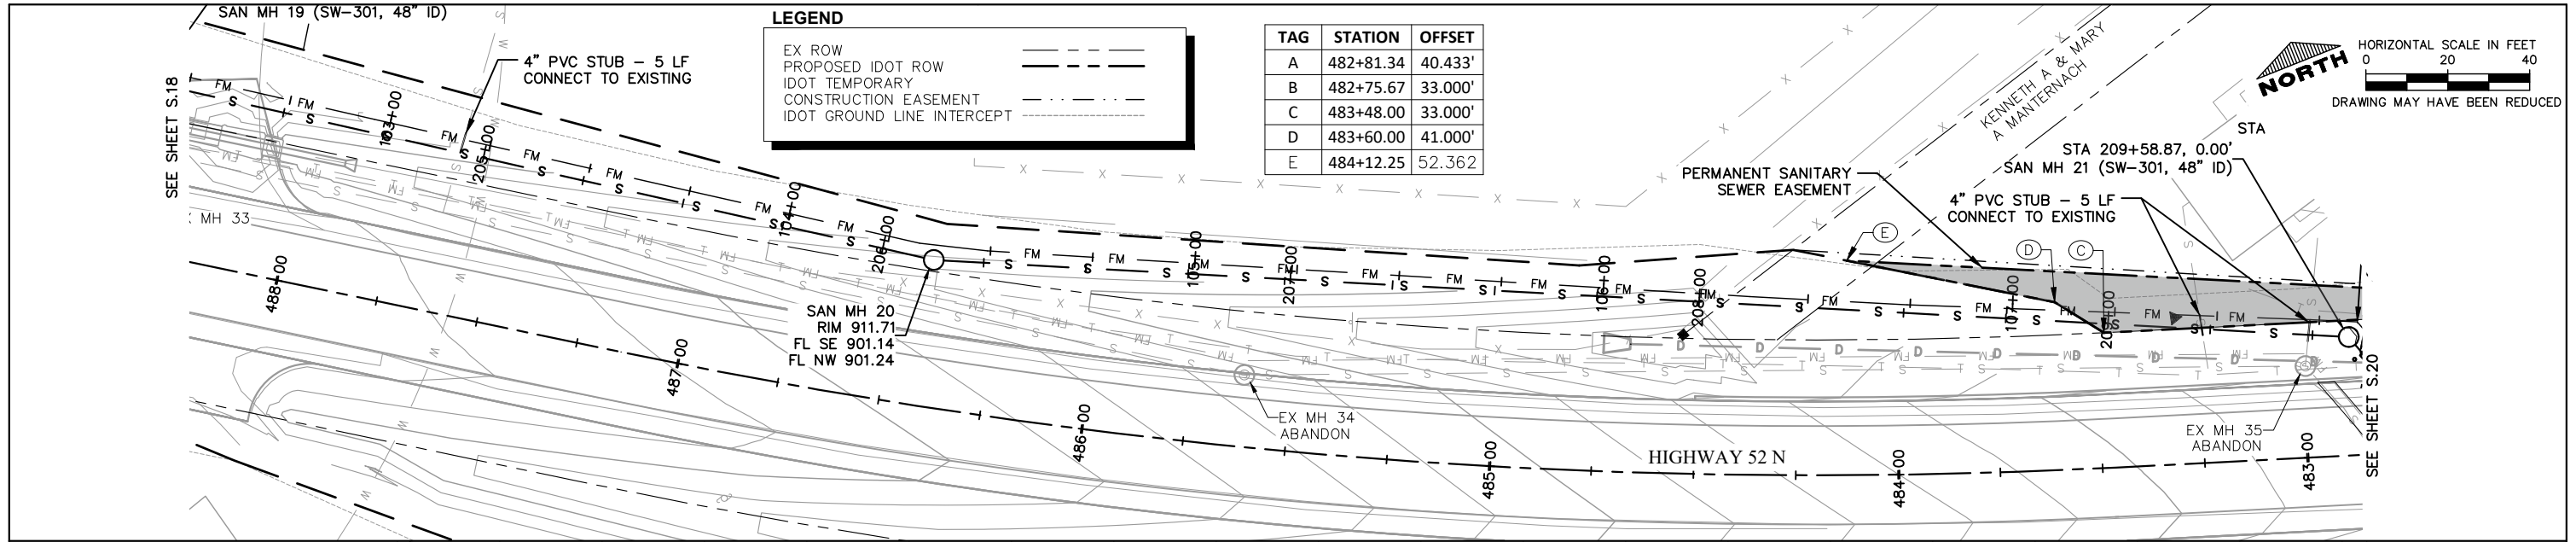 SAN MH 19 (SW-301, 48" ID)
4" PVC STUB - 5 LF
CONNECT TO EXISTING
SEE SHEET S.18
X MH 33
LEGEND
EX ROW
PROPOSED IDOT ROW
IDOT TEMPORARY
CONSTRUCTION EASEMENT
IDOT GROUND LINE INTERCEPT
TAG STATION OFFSET
A 482+81.34 40.433'
B 482+75.67 33.000'
C 483+48.00 33.000'
D 483+60.00 41.000'
E 484+12.25 52.362
KENNETH A & MARY
A MANTERNACH
NORTH
HORIZONTAL SCALE IN FEET
0 20 40
DRAWING MAY HAVE BEEN REDUCED
STA
STA 209+58.87, 0.00'
SAN MH 21 (SW-301, 48" ID)
PERMANENT SANITARY
SEWER EASEMENT
4" PVC STUB - 5 LF
CONNECT TO EXISTING
E
D
C
103+00
205+00
104+00
206+00
105+00
207+00
106+00
208+00
107+00
209+00
SAN MH 20
RIM 911.71
FL SE 901.14
FL NW 901.24
EX MH 34
ABANDON
EX MH 35
ABANDON
HIGHWAY 52 N
488+00
487+00
486+00
485+00
484+00
483+00
SEE SHEET S.20